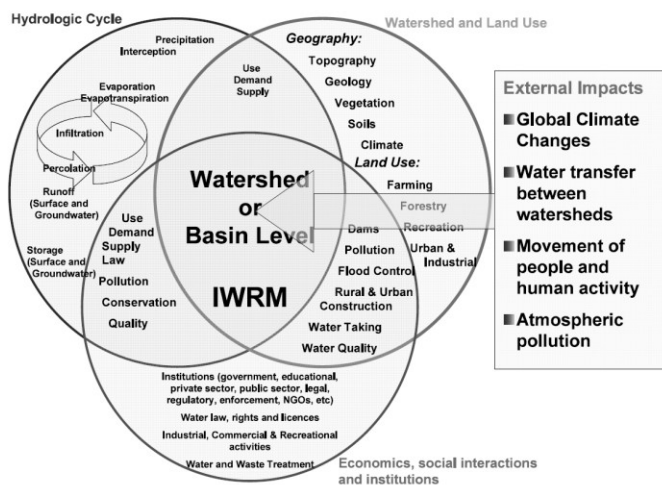 Hydrologic Cycle
Watershed and Land Use
Precipitation
Interception
Evaporation
Evapotranspiration
Infiltration
Percolation
Runoff
(Surface and
Groundwater)
Storage
(Surface and
Groundwater)
Use
Demand
Supply
Geography:
Topography
Geology
Vegetation
Soils
Climate
Land Use:
Farming
Forestry
Recreation
Urban &
Industrial
Watershed
or
Basin Level
IWRM
Use
Demand
Supply
Law
Pollution
Conservation
Quality
Dams
Pollution
Flood Control
Rural & Urban
Construction
Water Taking
Water Quality
Institutions (government, educational,
private sector, public sector, legal,
regulatory, enforcement, NGOs, etc)
Water law, rights and licences
Industrial, Commercial & Recreational
activities
Water and Waste Treatment
Economics, social interactions
and institutions
External Impacts
Global Climate
Changes
Water transfer
between
watersheds
Movement of
people and
human activity
Atmospheric
pollution